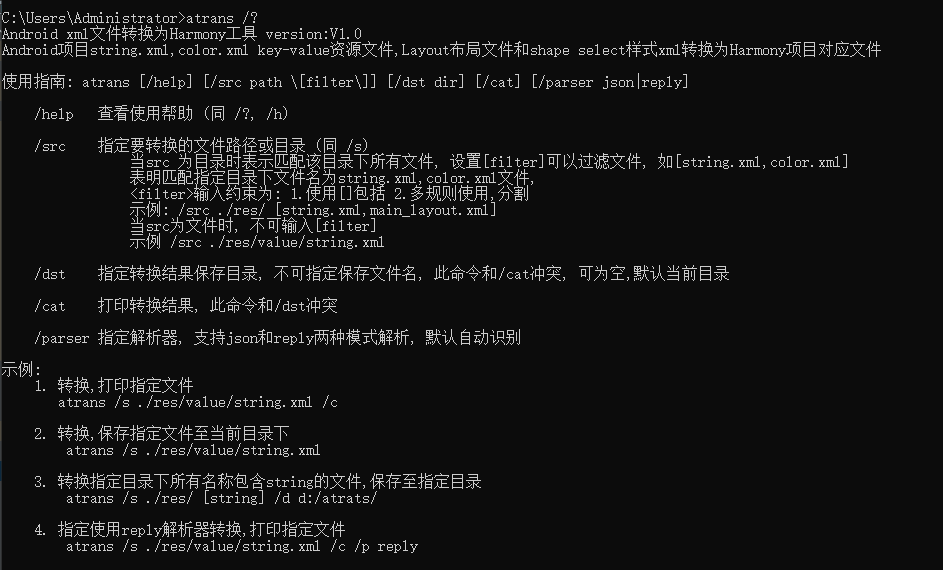 C:\Users\Administrator>atrans /?
Android xml文件转换为Harmony工具 version:V1.0
Android项目string.xml,color.xml key-value资源文件,Layout布局文件和shape select样式xml转换为Harmony项目对应文件
使用指南: atrans [/help] [/src path \[filter\]] [/dst dir] [/cat] [/parser json|reply]
/help 查看使用帮助 (同 /?, /h)
/src 指定要转换的文件路径或目录 (同 /s)
当src 为目录时表示匹配该目录下所有文件, 设置[filter]可以过滤文件, 如[string.xml,color.xml]
表明匹配指定目录下文件名为string.xml,color.xml文件,
<filter>输入约束为: 1.使用[]包括 2.多规则使用,分割
示例: /src ./res/ [string.xml,main_layout.xml]
当src为文件时, 不可输入[filter]
示例 /src ./res/value/string.xml
/dst 指定转换结果保存目录, 不可指定保存文件名, 此命令和/cat冲突, 可为空,默认当前目录
/cat 打印转换结果, 此命令和/dst冲突
/parser 指定解析器, 支持json和reply两种模式解析, 默认自动识别
示例:
1. 转换,打印指定文件
atrans /s ./res/value/string.xml /c
2. 转换,保存指定文件至当前目录下
atrans /s ./res/value/string.xml
3. 转换指定目录下所有名称包含string的文件,保存至指定目录
atrans /s ./res/ [string] /d d:/atrats/
4. 指定使用reply解析器转换,打印指定文件
atrans /s ./res/value/string.xml /c /p reply